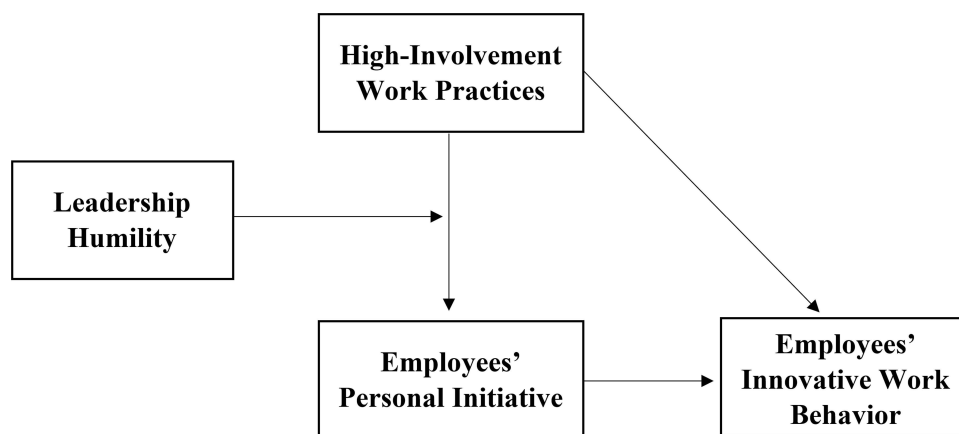 High-Involvement
Work Practices
Leadership
Humility
Employees’
Personal Initiative
Employees’
Innovative Work
Behavior